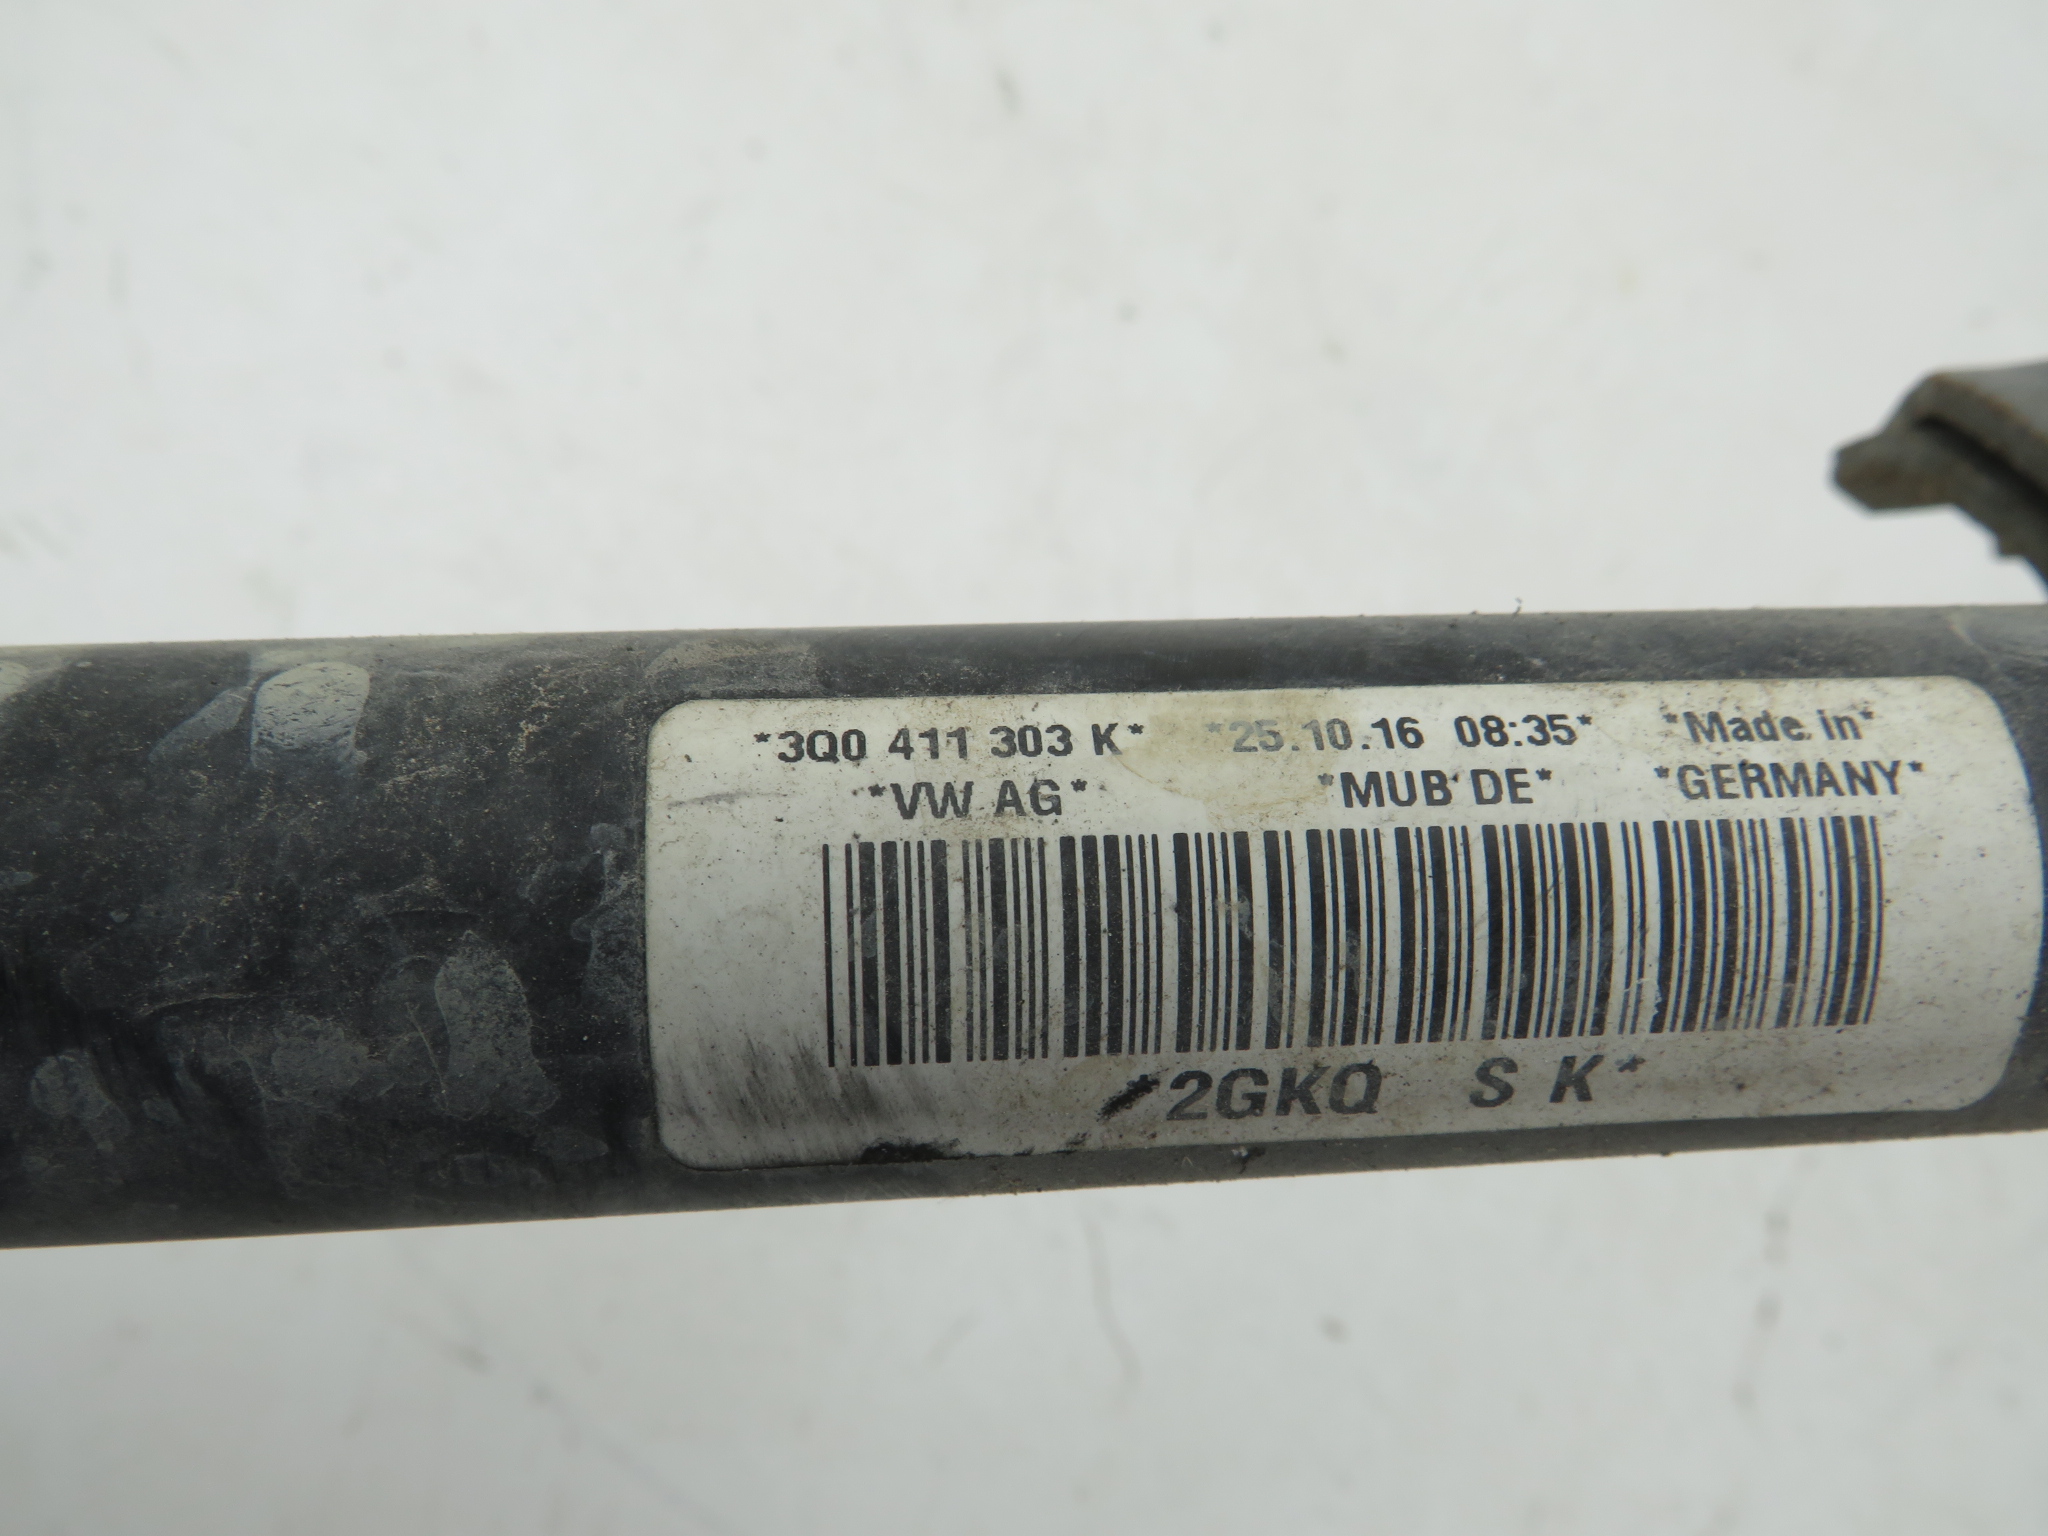 *3Q0 411 303 K* *25.10.16 08:35* *Made in*
*VW AG* *MUB DE* *GERMANY*
*2GKQ S K*